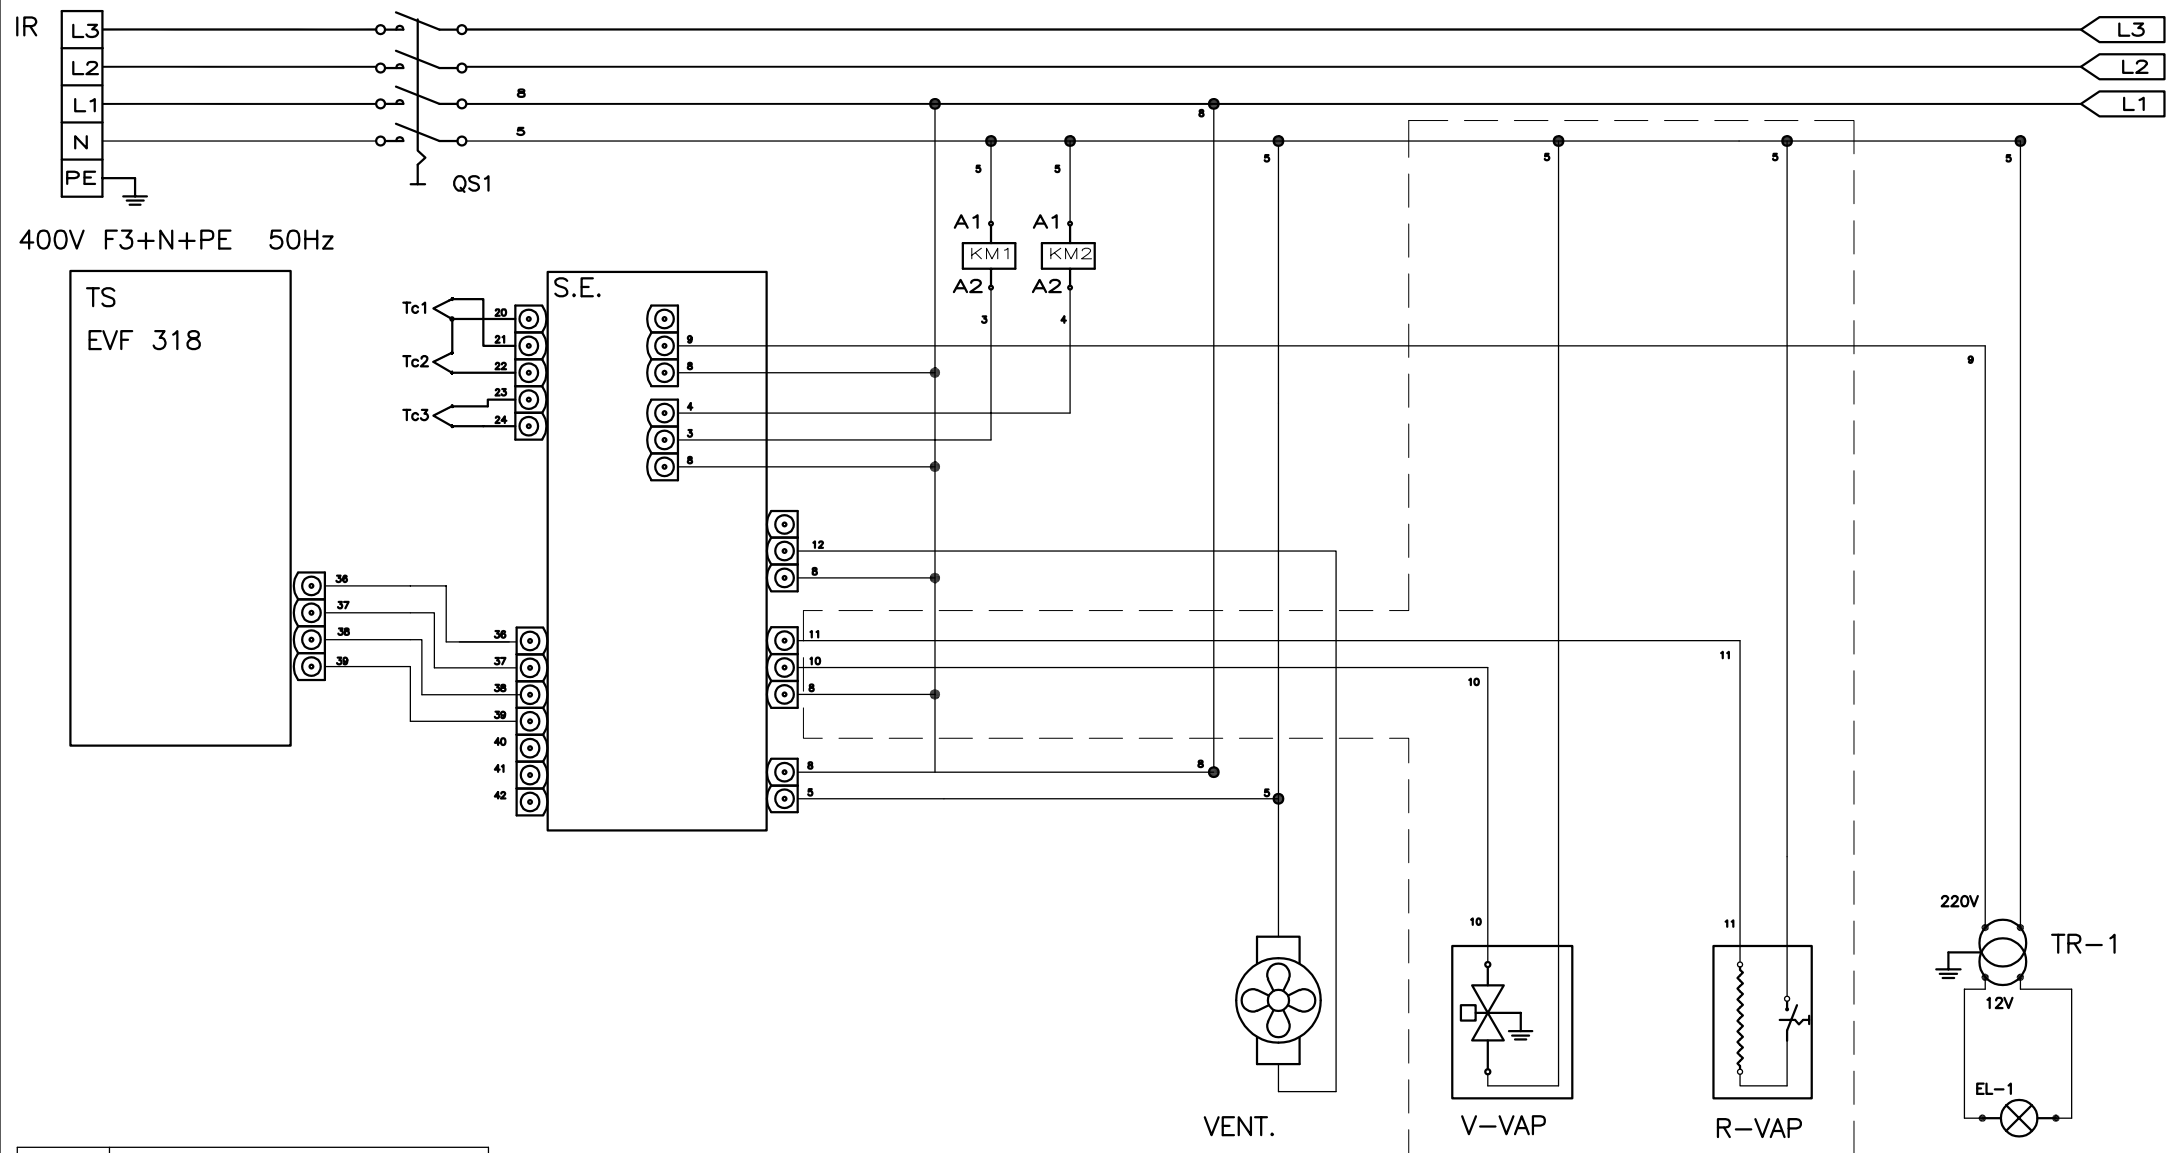 IR
L3
L3
L2
L2
L1
8
L1
8
N
5
PE
QS1
5
5
5
5
5
5
400V F3+N+PE 50Hz
A1
A1
KM1
KM2
A2
A2
3
4
TS
EVF 318
S.E.
Tc1
20
21
Tc2
22
23
Tc3
24
9
8
4
3
8
9
12
8
36
37
38
39
36
37
38
39
40
41
42
11
10
8
11
10
8
8
5
5
220V
10
11
TR-1
12V
EL-1
VENT.
V-VAP
R-VAP